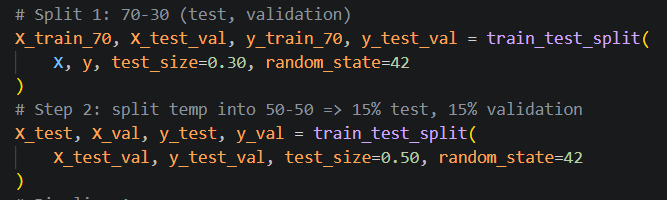 # Split 1: 70-30 (test, validation)
X_train_70, X_test_val, y_train_70, y_test_val = train_test_split(
    X, y, test_size=0.30, random_state=42
)
# Step 2: split temp into 50-50 => 15% test, 15% validation
X_test, X_val, y_test, y_val = train_test_split(
    X_test_val, y_test_val, test_size=0.50, random_state=42
)